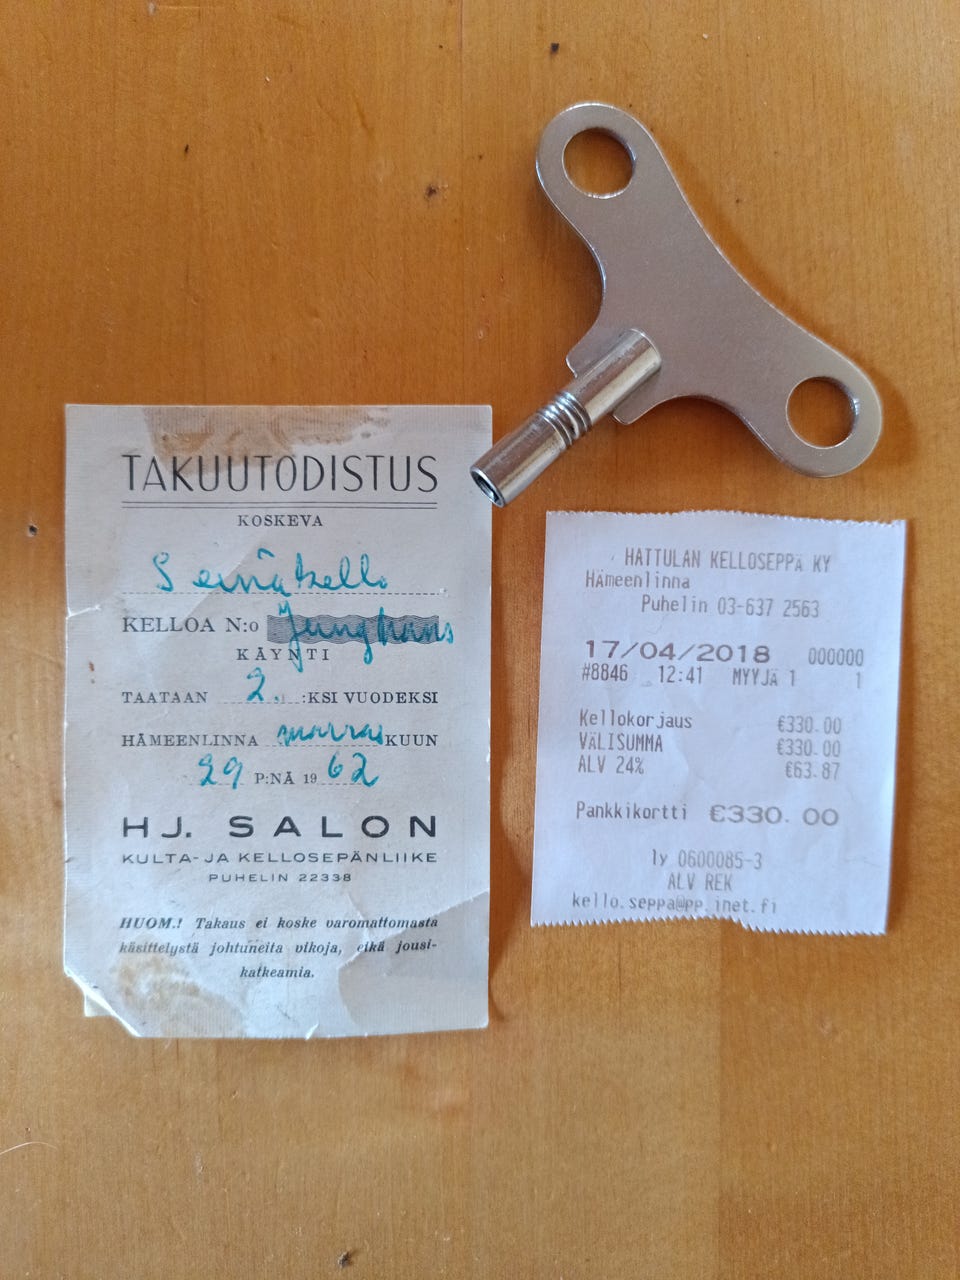 TAKUUTODISTUS
KOSKEVA
Seinäkello
KELLOA N:o Junghans
KÄYNTI
TAATAAN 2. :KSI VUODEKSI
HÄMEENLINNA marras KUUN
29 P:NÄ 1962
HJ. SALON
KULTA- JA KELLOSEPÄNLIIKE
PUHELIN 22338
HUOM.! Takaus ei koske varomattomasta
käsittelystä johtuneita vikoja, eikä jousi-
katkeamia.
HATTULAN KELLOSEPPÄ KY
Hämeenlinna
Puhelin 03-637 2563
17/04/2018 000000
#8846 12:41 MYYJÄ 1 1
Kellokorjaus €330.00
VÄLISUMMA €330.00
ALV 24% €63.87
Pankkikortti €330.00
ly 0600085-3
ALV REK
kello.seppa@pp.inet.fi